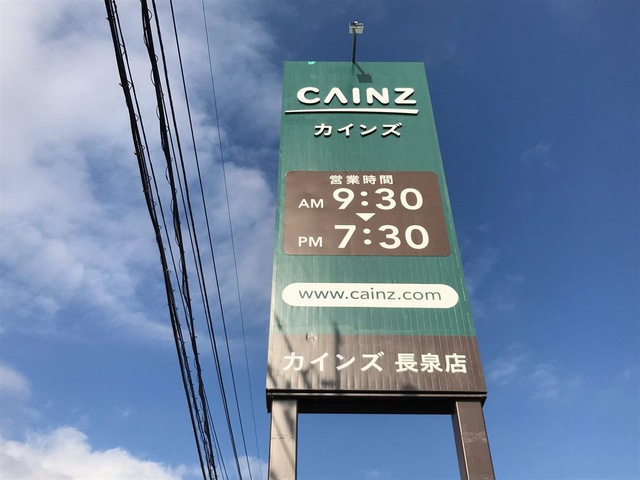 CAINZ
カインズ
営業時間
AM 9:30
PM 7:30
www.cainz.com
カインズ 長泉店